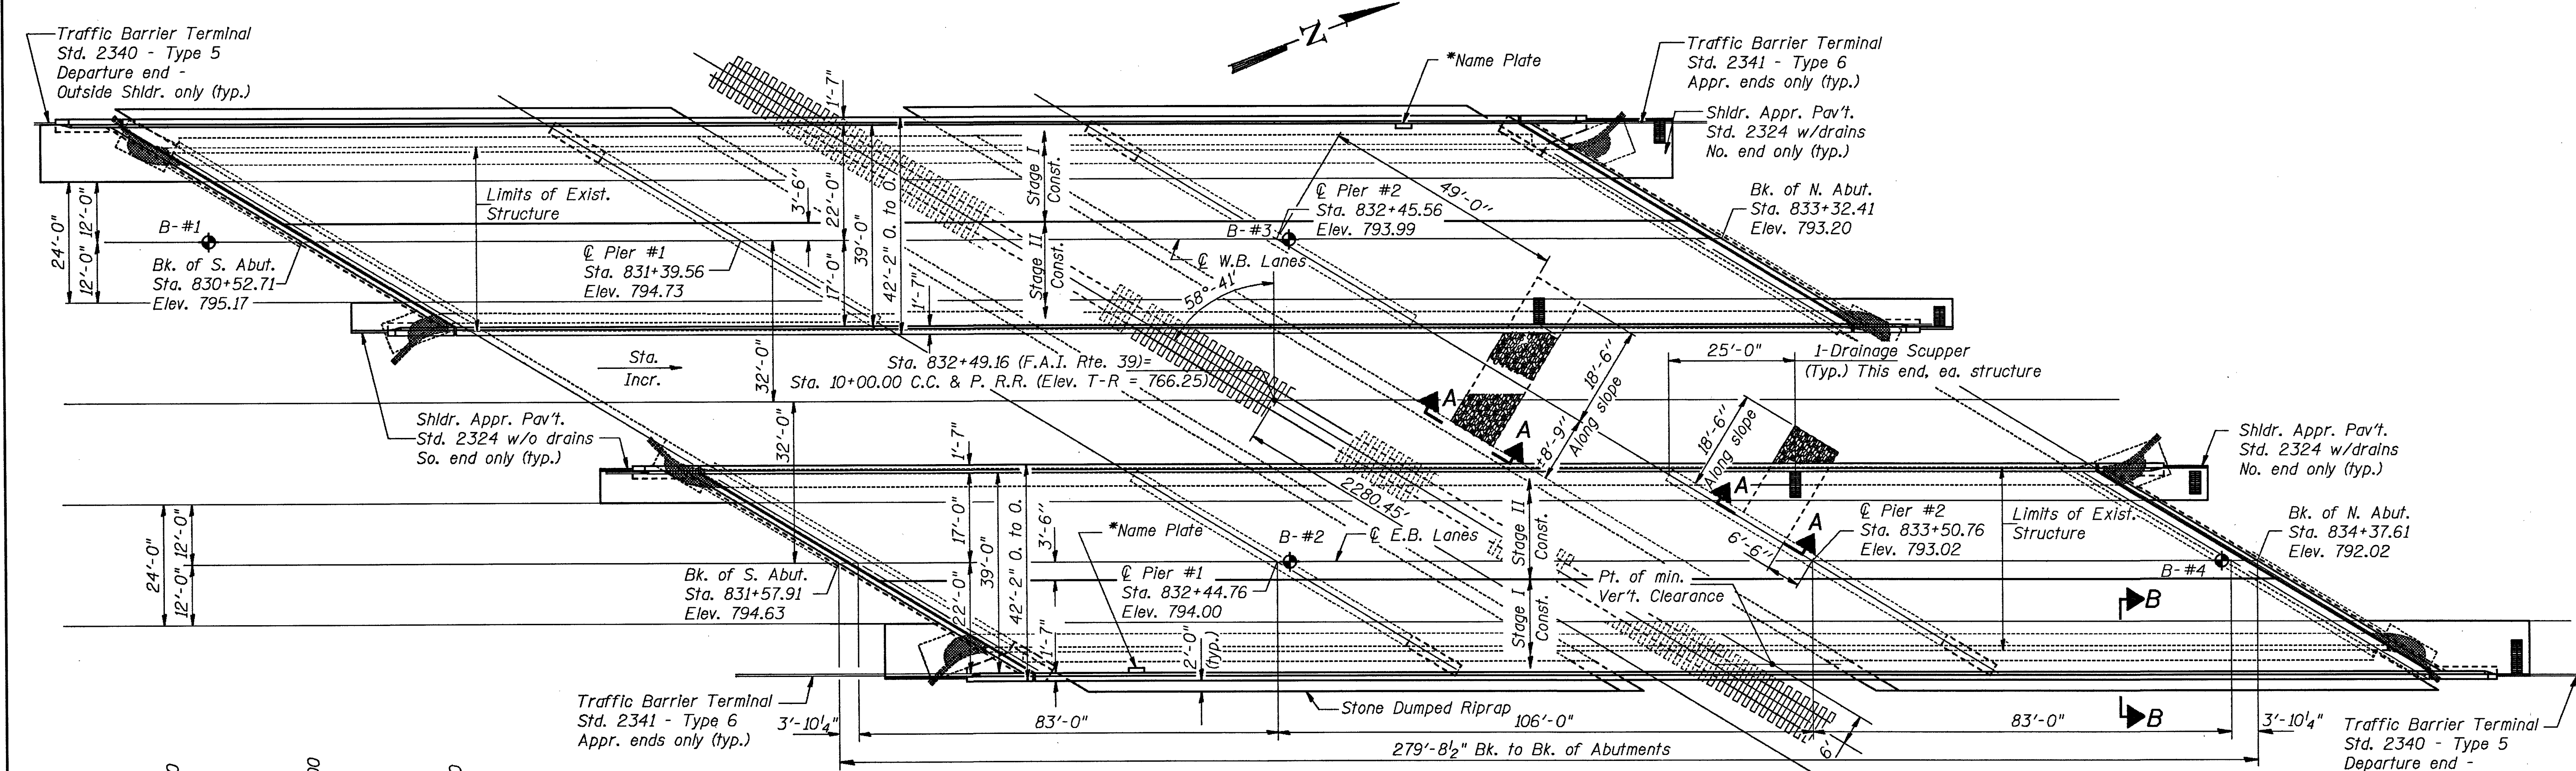 Traffic Barrier Terminal
Std. 2340 - Type 5
Departure end -
Outside Shldr. only (typ.)
N
*Name Plate
Traffic Barrier Terminal
Std. 2341 - Type 6
Appr. ends only (typ.)
Shldr. Appr. Pav't.
Std. 2324 w/drains
No. end only (typ.)
1'-7"
Limits of Exist.
Structure
3'-6"
22'-0"
17'-0"
39'-0"
42'-2" O. to O.
1'-7"
Stage I
Const.
Stage II
Const.
49'-0"
℄ Pier #2
Sta. 832+45.56
Elev. 793.99
Bk. of N. Abut.
Sta. 833+32.41
Elev. 793.20
24'-0"
12'-0"
12'-0"
B-#1
Bk. of S. Abut.
Sta. 830+52.71
Elev. 795.17
℄ Pier #1
Sta. 831+39.56
Elev. 794.73
B-#3
℄ W.B. Lanes
58°-41'
Sta.
Incr.
32'-0"
32'-0"
Sta. 832+49.16 (F.A.I. Rte. 39)=
Sta. 10+00.00 C.C. & P. R.R. (Elev. T-R = 766.25)
18'-6"
±8'-9"
Along slope
25'-0"
1-Drainage Scupper
(Typ.) This end, ea. structure
A
A
18'-6"
Along slope
A
A
6'-6"
Shldr. Appr. Pav't.
Std. 2324 w/o drains
So. end only (typ.)
Shldr. Appr. Pav't.
Std. 2324 w/drains
No. end only (typ.)
2280.45'
1'-7"
17'-0"
22'-0"
39'-0"
42'-2" O. to O.
3'-6"
1'-7"
24'-0"
12'-0"
12'-0"
*Name Plate
B-#2
℄ E.B. Lanes
Stage II
Const.
Stage I
Const.
℄ Pier #2
Sta. 833+50.76
Elev. 793.02
Limits of Exist.
Structure
Bk. of N. Abut.
Sta. 834+37.61
Elev. 792.02
B-#4
Bk. of S. Abut.
Sta. 831+57.91
Elev. 794.63
℄ Pier #1
Sta. 832+44.76
Elev. 794.00
Pt. of min.
Ver't. Clearance
B
B
2'-0"
(typ.)
Stone Dumped Riprap
Traffic Barrier Terminal
Std. 2341 - Type 6
Appr. ends only (typ.)
3'-10¼"
83'-0"
106'-0"
83'-0"
3'-10¼"
6'
279'-8½" Bk. to Bk. of Abutments
Traffic Barrier Terminal
Std. 2340 - Type 5
Departure end -